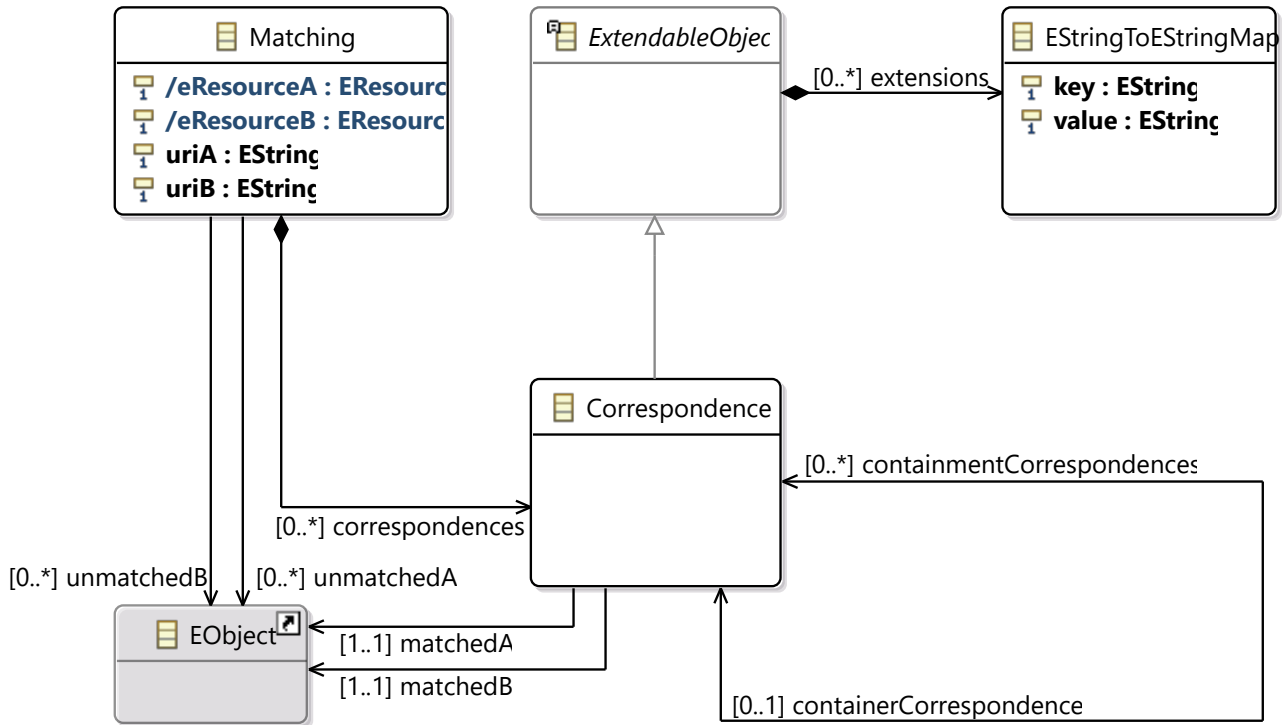 Matching
/eResourceA : EResourc
/eResourceB : EResourc
uriA : EString
uriB : EString
ExtendableObjec
[0..*] extensions
EStringToEStringMap
key : EString
value : EString
Correspondence
[0..*] containmentCorrespondences
[0..*] correspondences
[0..*] unmatchedB
[0..*] unmatchedA
EObject
[1..1] matchedA
[1..1] matchedB
[0..1] containerCorrespondence